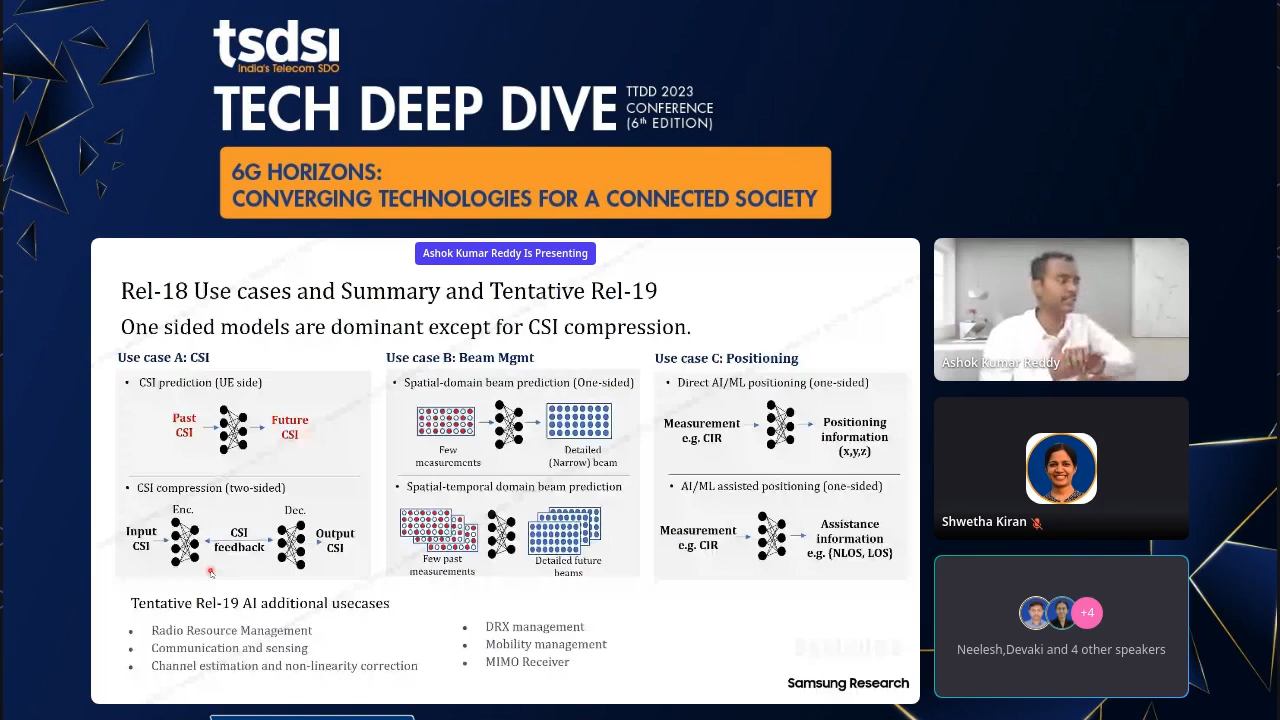 tsdsi
India's Telecom SDO
TECH DEEP DIVE
TTDD 2023
CONFERENCE
(6th EDITION)
6G HORIZONS:
CONVERGING TECHNOLOGIES FOR A CONNECTED SOCIETY
Ashok Kumar Reddy Is Presenting
Rel-18 Use cases and Summary and Tentative Rel-19
One sided models are dominant except for CSI compression.
Use case A: CSI
• CSI prediction (UE side)
Past
CSI
Future
CSI
• CSI compression (two-sided)
Enc.
Dec.
Input
CSI
CSI
feedback
Output
CSI
Use case B: Beam Mgmt
• Spatial-domain beam prediction (One-sided)
Few
measurements
Detailed
(Narrow) beam
• Spatial-temporal domain beam prediction
Few past
measurements
Detailed future
beams
Use case C: Positioning
• Direct AI/ML positioning (one-sided)
Measurement
e.g. CIR
Positioning
information
(x,y,z)
• AI/ML assisted positioning (one-sided)
Measurement
e.g. CIR
Assistance
information
e.g. {NLOS, LOS}
Tentative Rel-19 AI additional usecases
• Radio Resource Management
• Communication and sensing
• Channel estimation and non-linearity correction
• DRX management
• Mobility management
• MIMO Receiver
Samsung Research
Ashok Kumar Reddy
Shwetha Kiran
+4
Neelesh,Devaki and 4 other speakers